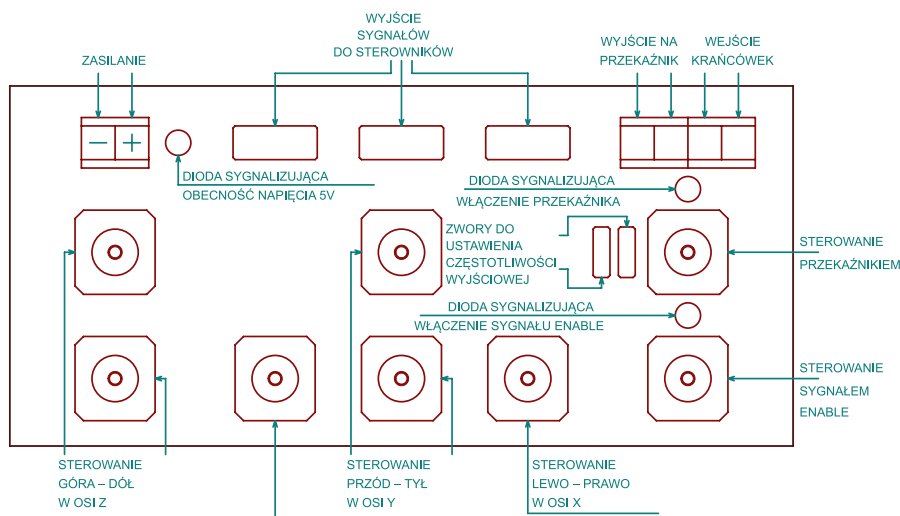 WYJŚCIE
SYGNAŁÓW
DO STEROWNIKÓW
ZASILANIE
WYJŚCIE NA
PRZEKAŹNIK
WEJŚCIE
KRAŃCÓWEK
− +
DIODA SYGNALIZUJĄCA
OBECNOŚĆ NAPIĘCIA 5V
DIODA SYGNALIZUJĄCA
WŁĄCZENIE PRZEKAŹNIKA
ZWORY DO
USTAWIENIA
CZĘSTOTLIWOŚCI
WYJŚCIOWEJ
STEROWANIE
PRZEKAŹNIKIEM
DIODA SYGNALIZUJĄCA
WŁĄCZENIE SYGNAŁU ENABLE
STEROWANIE
SYGNAŁEM
ENABLE
STEROWANIE
GÓRA – DÓŁ
W OSI Z
STEROWANIE
PRZÓD – TYŁ
W OSI Y
STEROWANIE
LEWO – PRAWO
W OSI X